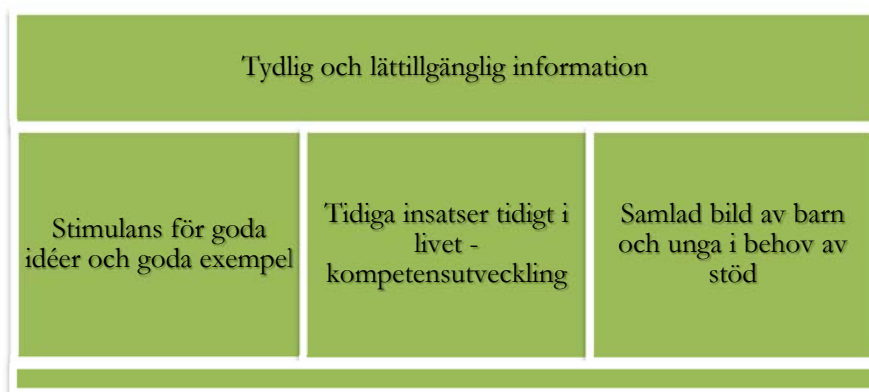 Tydlig och lättillgänglig information
Stimulans för goda
idéer och goda exempel
Tidiga insatser tidigt i
livet -
kompetensutveckling
Samlad bild av barn
och unga i behov av
stöd